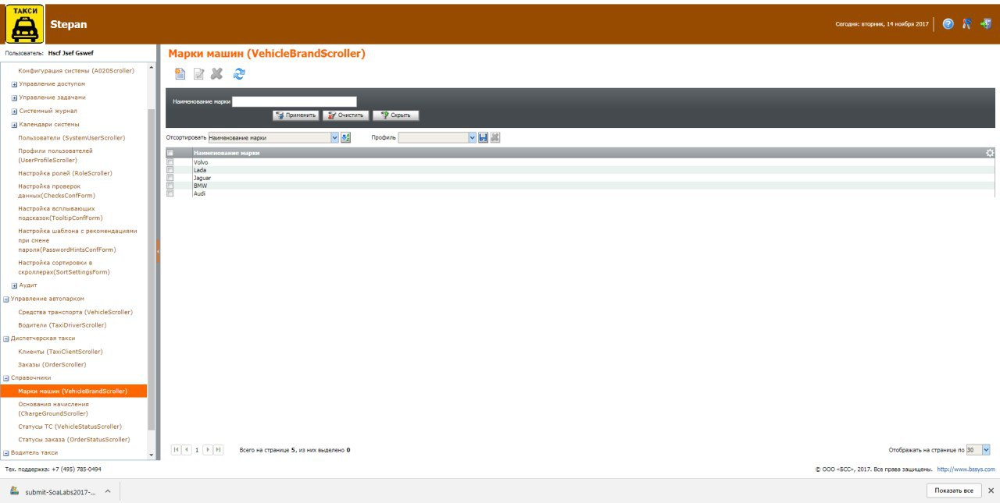 ТАКСИ
Stepan
Сегодня: вторник, 14 ноября 2017
Пользователь: Hscf Jsef Gswef
Конфигурация системы (A020Scroller)
Управление доступом
Управление задачами
Системный журнал
Календари системы
Пользователи (SystemUserScroller)
Профили пользователей
(UserProfileScroller)
Настройка ролей (RoleScroller)
Настройка проверок
данных(ChecksConfForm)
Настройка всплывающих
подсказок(TooltipConfForm)
Настройка шаблона с рекомендациями
при смене
пароля(PasswordHintsConfForm)
Настройка сортировки в
скроллерах(SortSettingsForm)
Аудит
Управление автопарком
Средства транспорта (VehicleScroller)
Водители (TaxiDriverScroller)
Диспетчерская такси
Клиенты (TaxiClientScroller)
Заказы (OrderScroller)
Справочники
Марки машин (VehicleBrandScroller)
Основания начисления
(ChargeGroundScroller)
Статусы ТС (VehicleStatusScroller)
Статусы заказа (OrderStatusScroller)
Водитель такси
Марки машин (VehicleBrandScroller)
Наименование марки
Применить Очистить Скрыть
Отсортировать Наименование марки Профиль
Наименование марки
Volvo
Lada
Jaguar
BMW
Audi
1 Всего на странице 5, из них выделено 0 Отображать на странице по 30
Тех. поддержка: +7 (495) 785-0494
© ООО «БСС», 2017. Все права защищены. http://www.bssys.com
submit-SoaLabs2017-...
Показать все